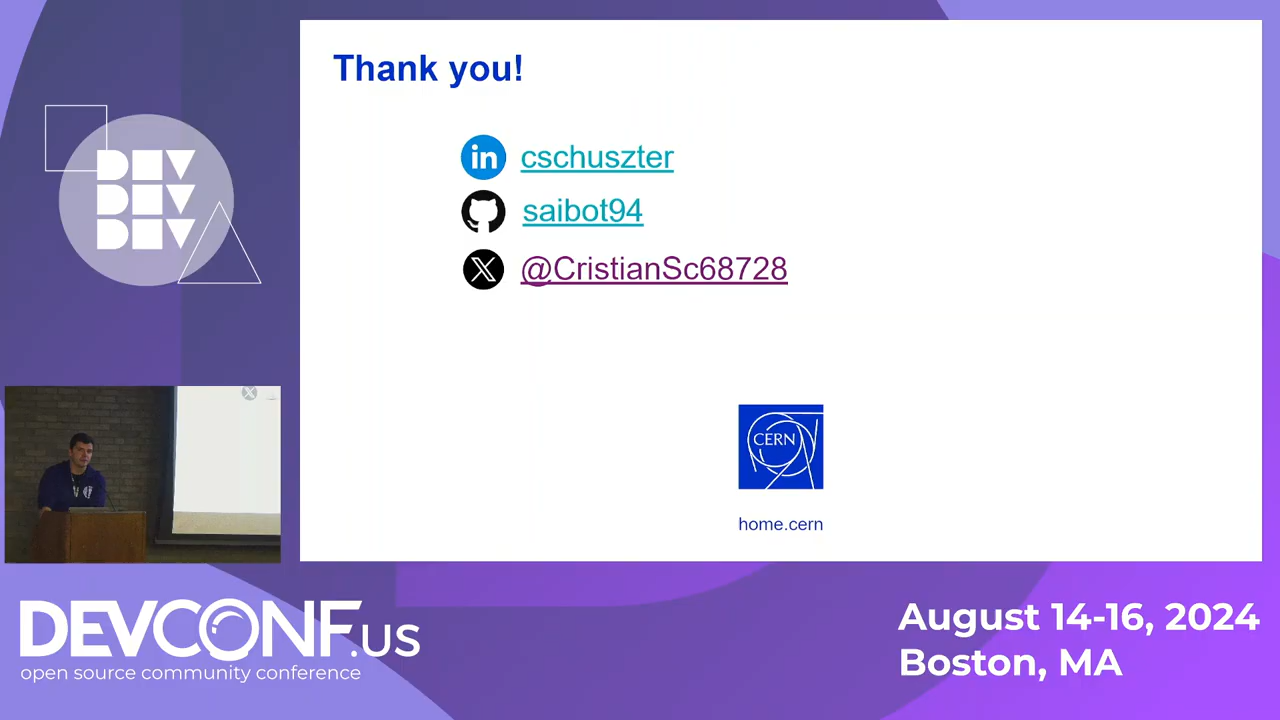 Thank you!
cschuszter
saibot94
@CristianSc68728
CERN
home.cern
DEV
DEV
DEV
DEVCONF.US
open source community conference
August 14-16, 2024
Boston, MA